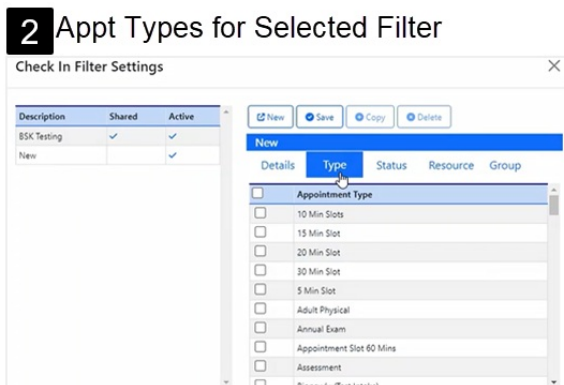 2 Appt Types for Selected Filter
Check In Filter Settings
Description Shared Active
BSK Testing
New
New Save Copy Delete
New
Details Type Status Resource Group
Appointment Type
10 Min Slots
15 Min Slot
20 Min Slot
30 Min Slot
5 Min Slot
Adult Physical
Annual Exam
Appointment Slot 60 Mins
Assessment